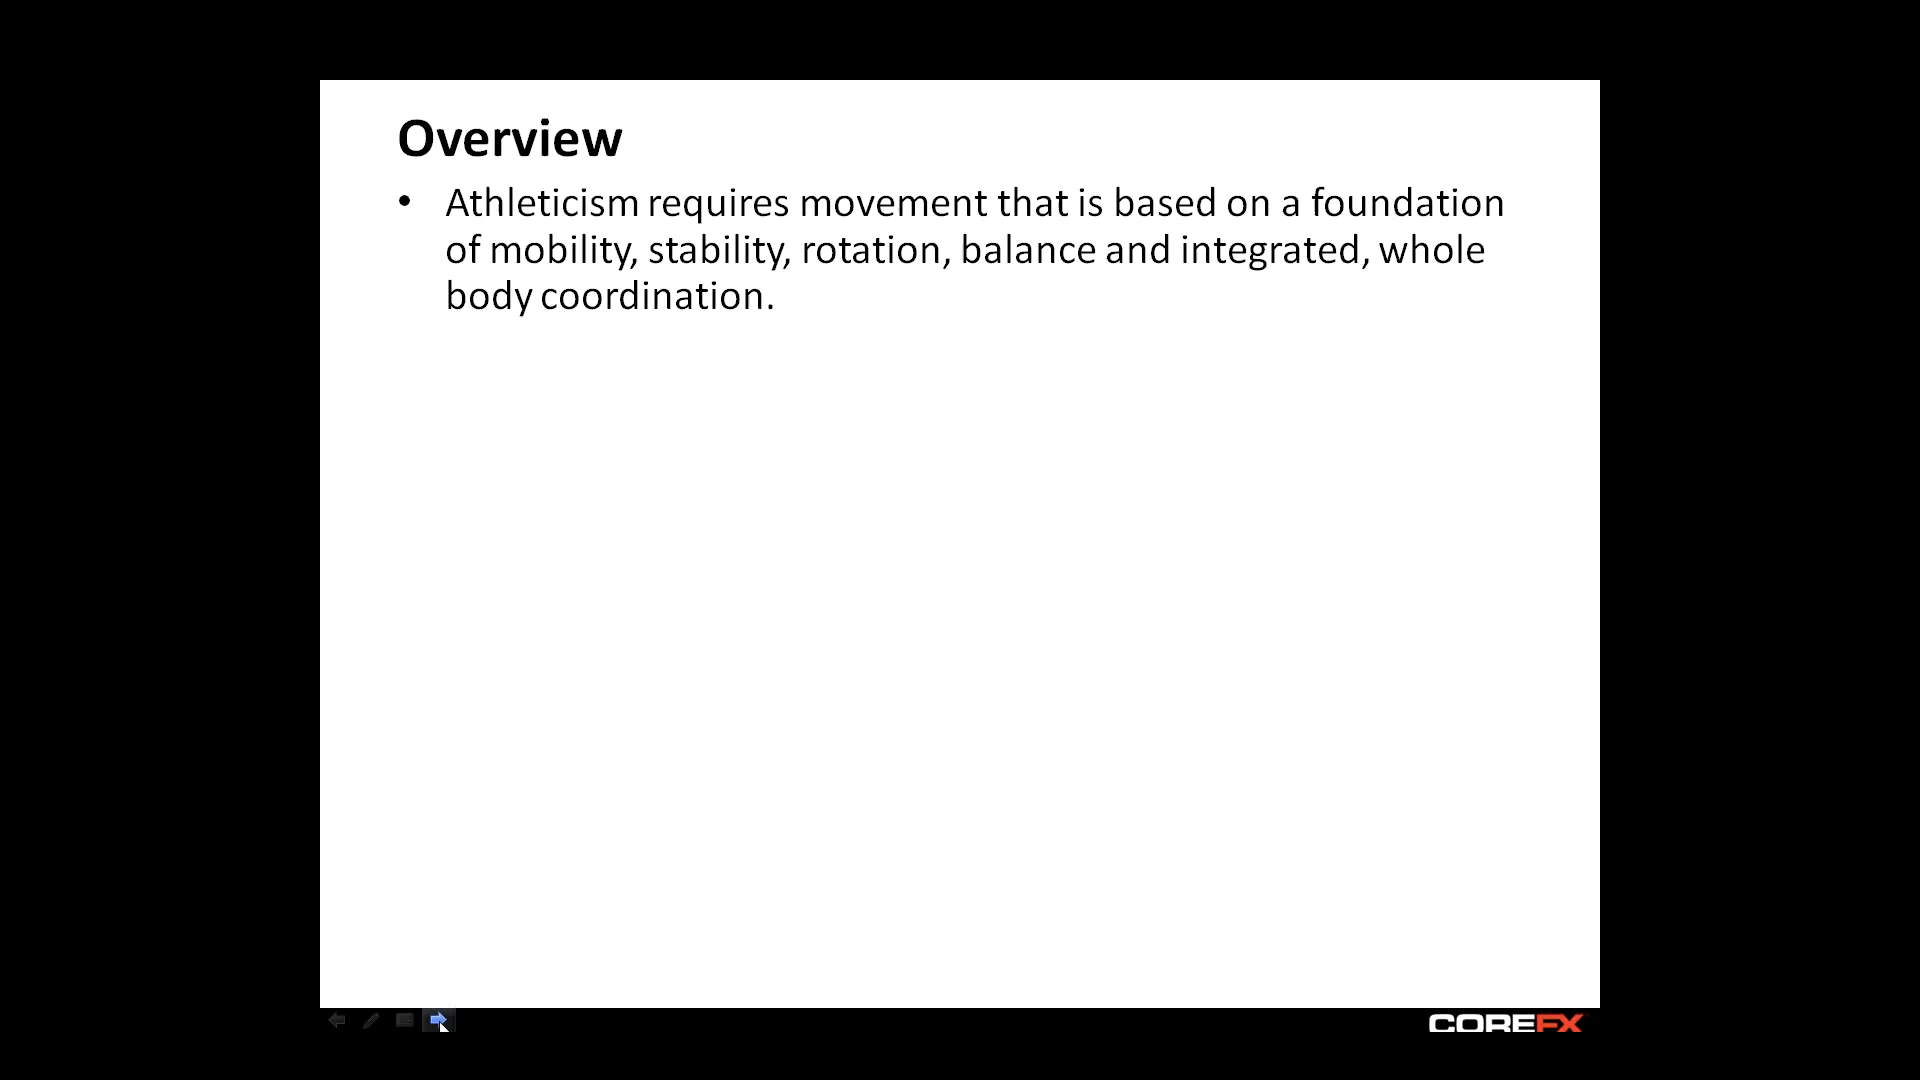 Overview
• Athleticism requires movement that is based on a foundation
of mobility, stability, rotation, balance and integrated, whole
body coordination.
COREFX